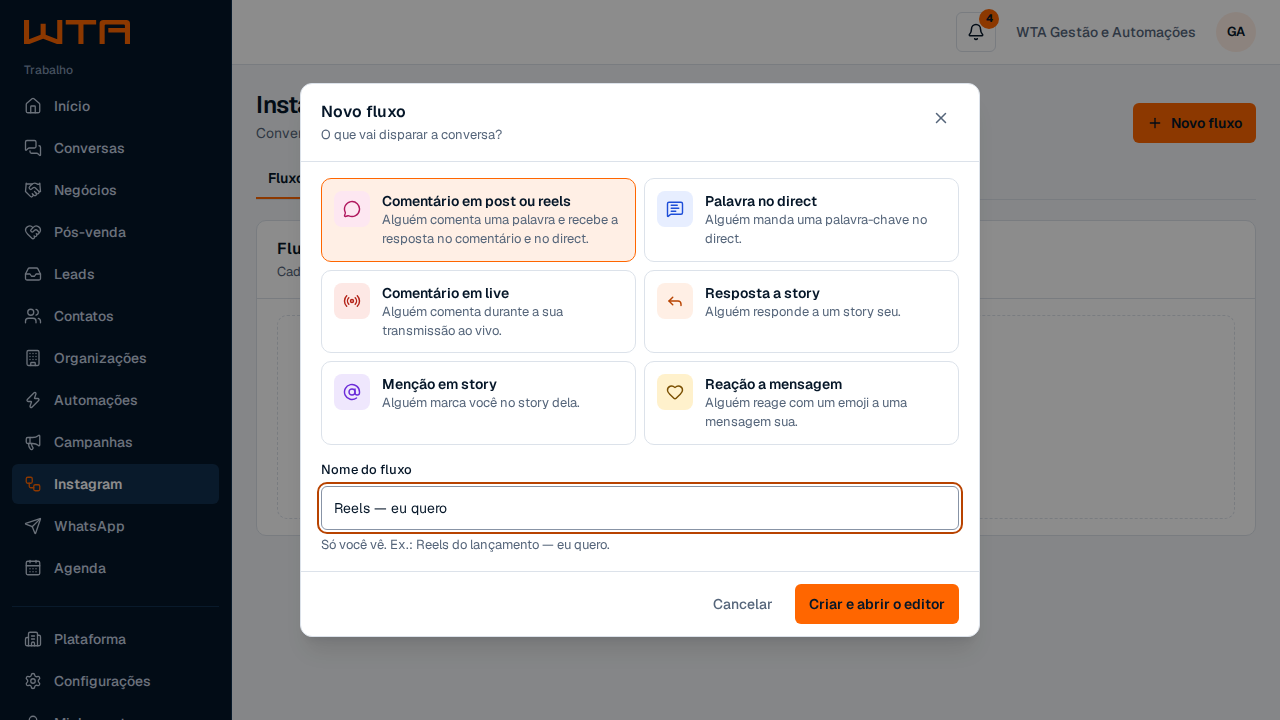 WTA
Trabalho
Início
Conversas
Negócios
Pós-venda
Leads
Contatos
Organizações
Automações
Campanhas
Instagram
WhatsApp
Agenda
Plataforma
Configurações
4
WTA Gestão e Automações
GA
Novo fluxo
Novo fluxo
O que vai disparar a conversa?
Comentário em post ou reels
Alguém comenta uma palavra e recebe a
resposta no comentário e no direct.
Palavra no direct
Alguém manda uma palavra-chave no
direct.
Comentário em live
Alguém comenta durante a sua
transmissão ao vivo.
Resposta a story
Alguém responde a um story seu.
Menção em story
Alguém marca você no story dela.
Reação a mensagem
Alguém reage com um emoji a uma
mensagem sua.
Nome do fluxo
Reels — eu quero
Só você vê. Ex.: Reels do lançamento — eu quero.
Cancelar
Criar e abrir o editor